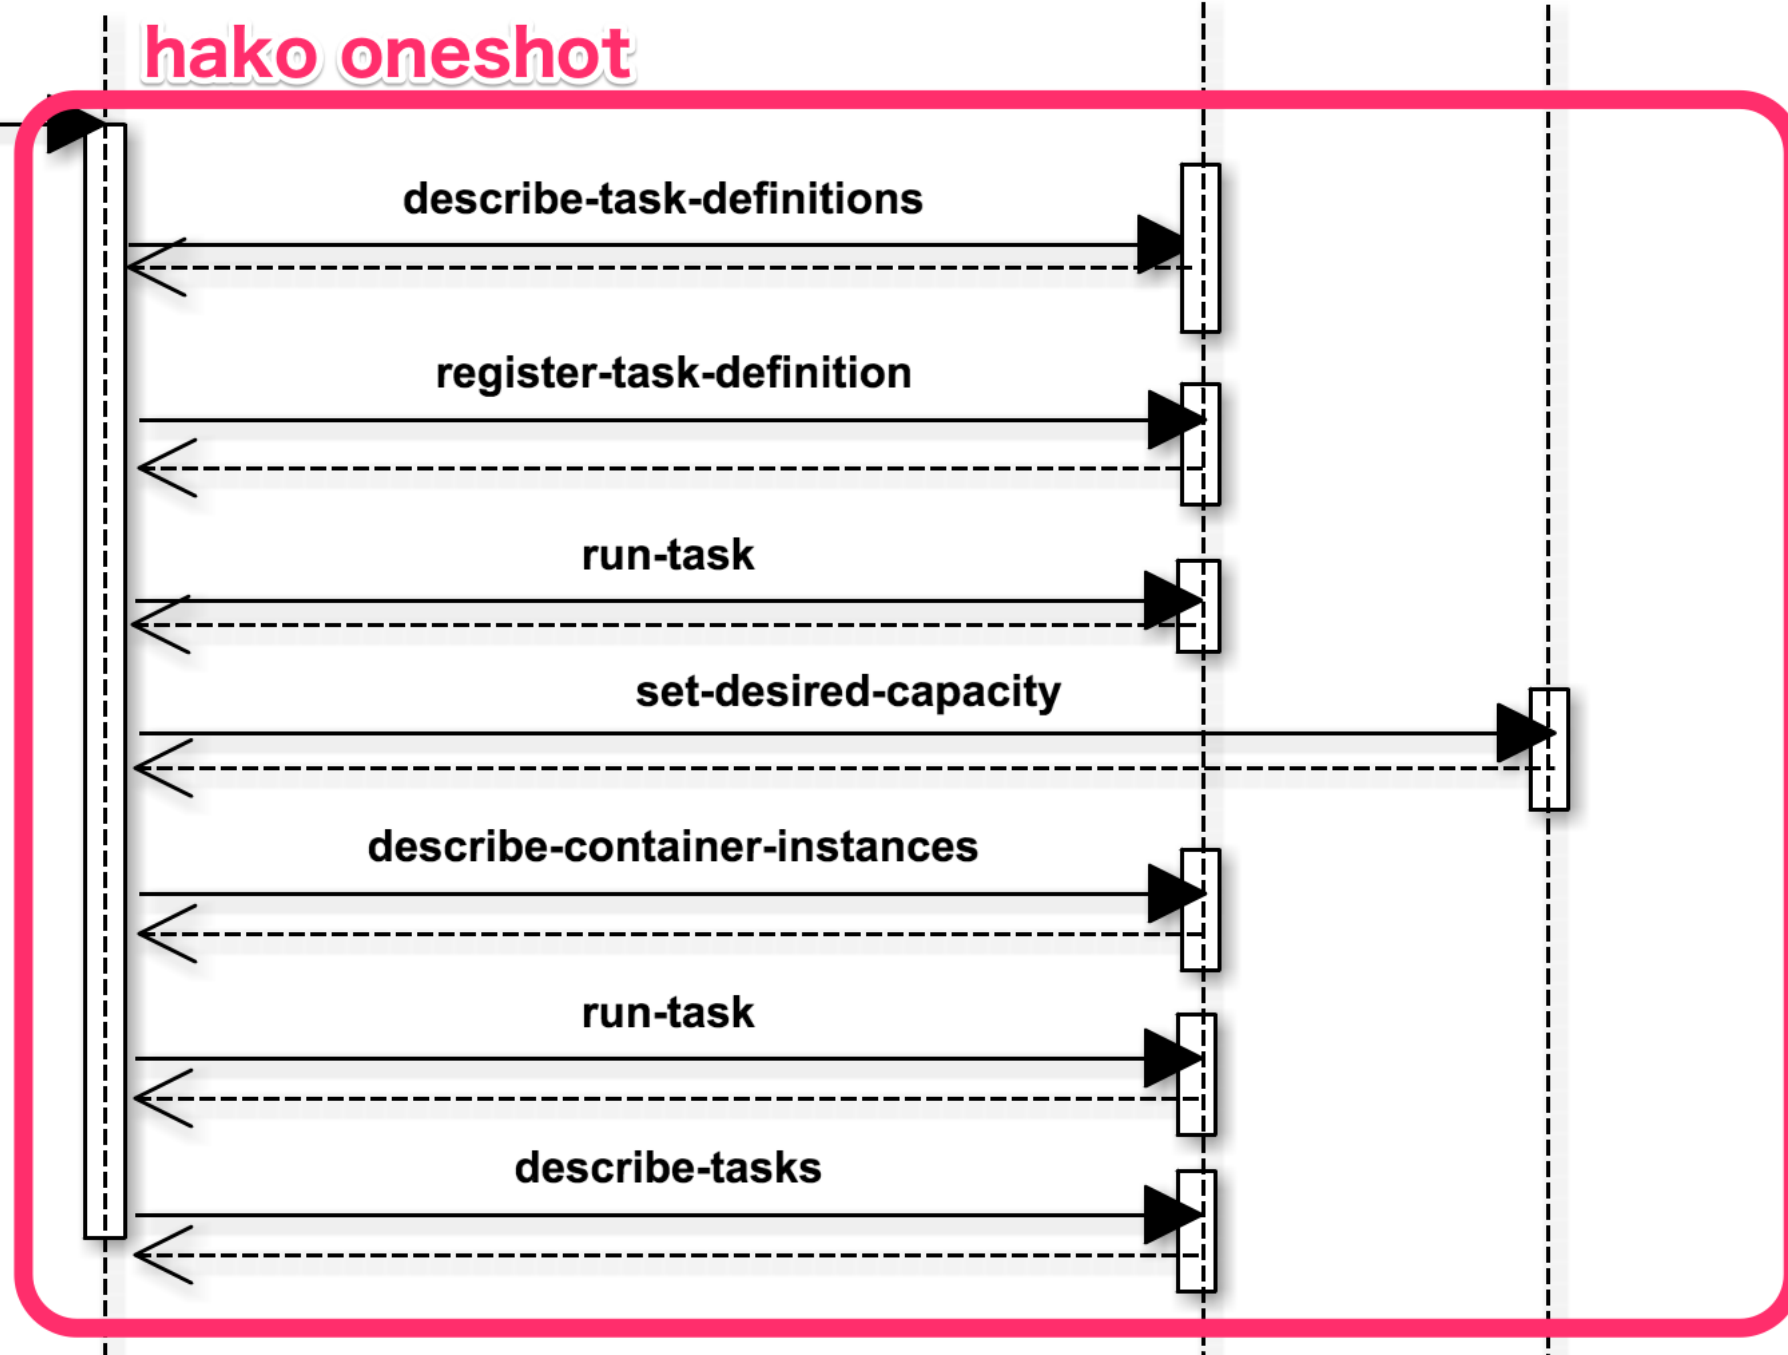 hako oneshot
describe-task-definitions
register-task-definition
run-task
set-desired-capacity
describe-container-instances
run-task
describe-tasks